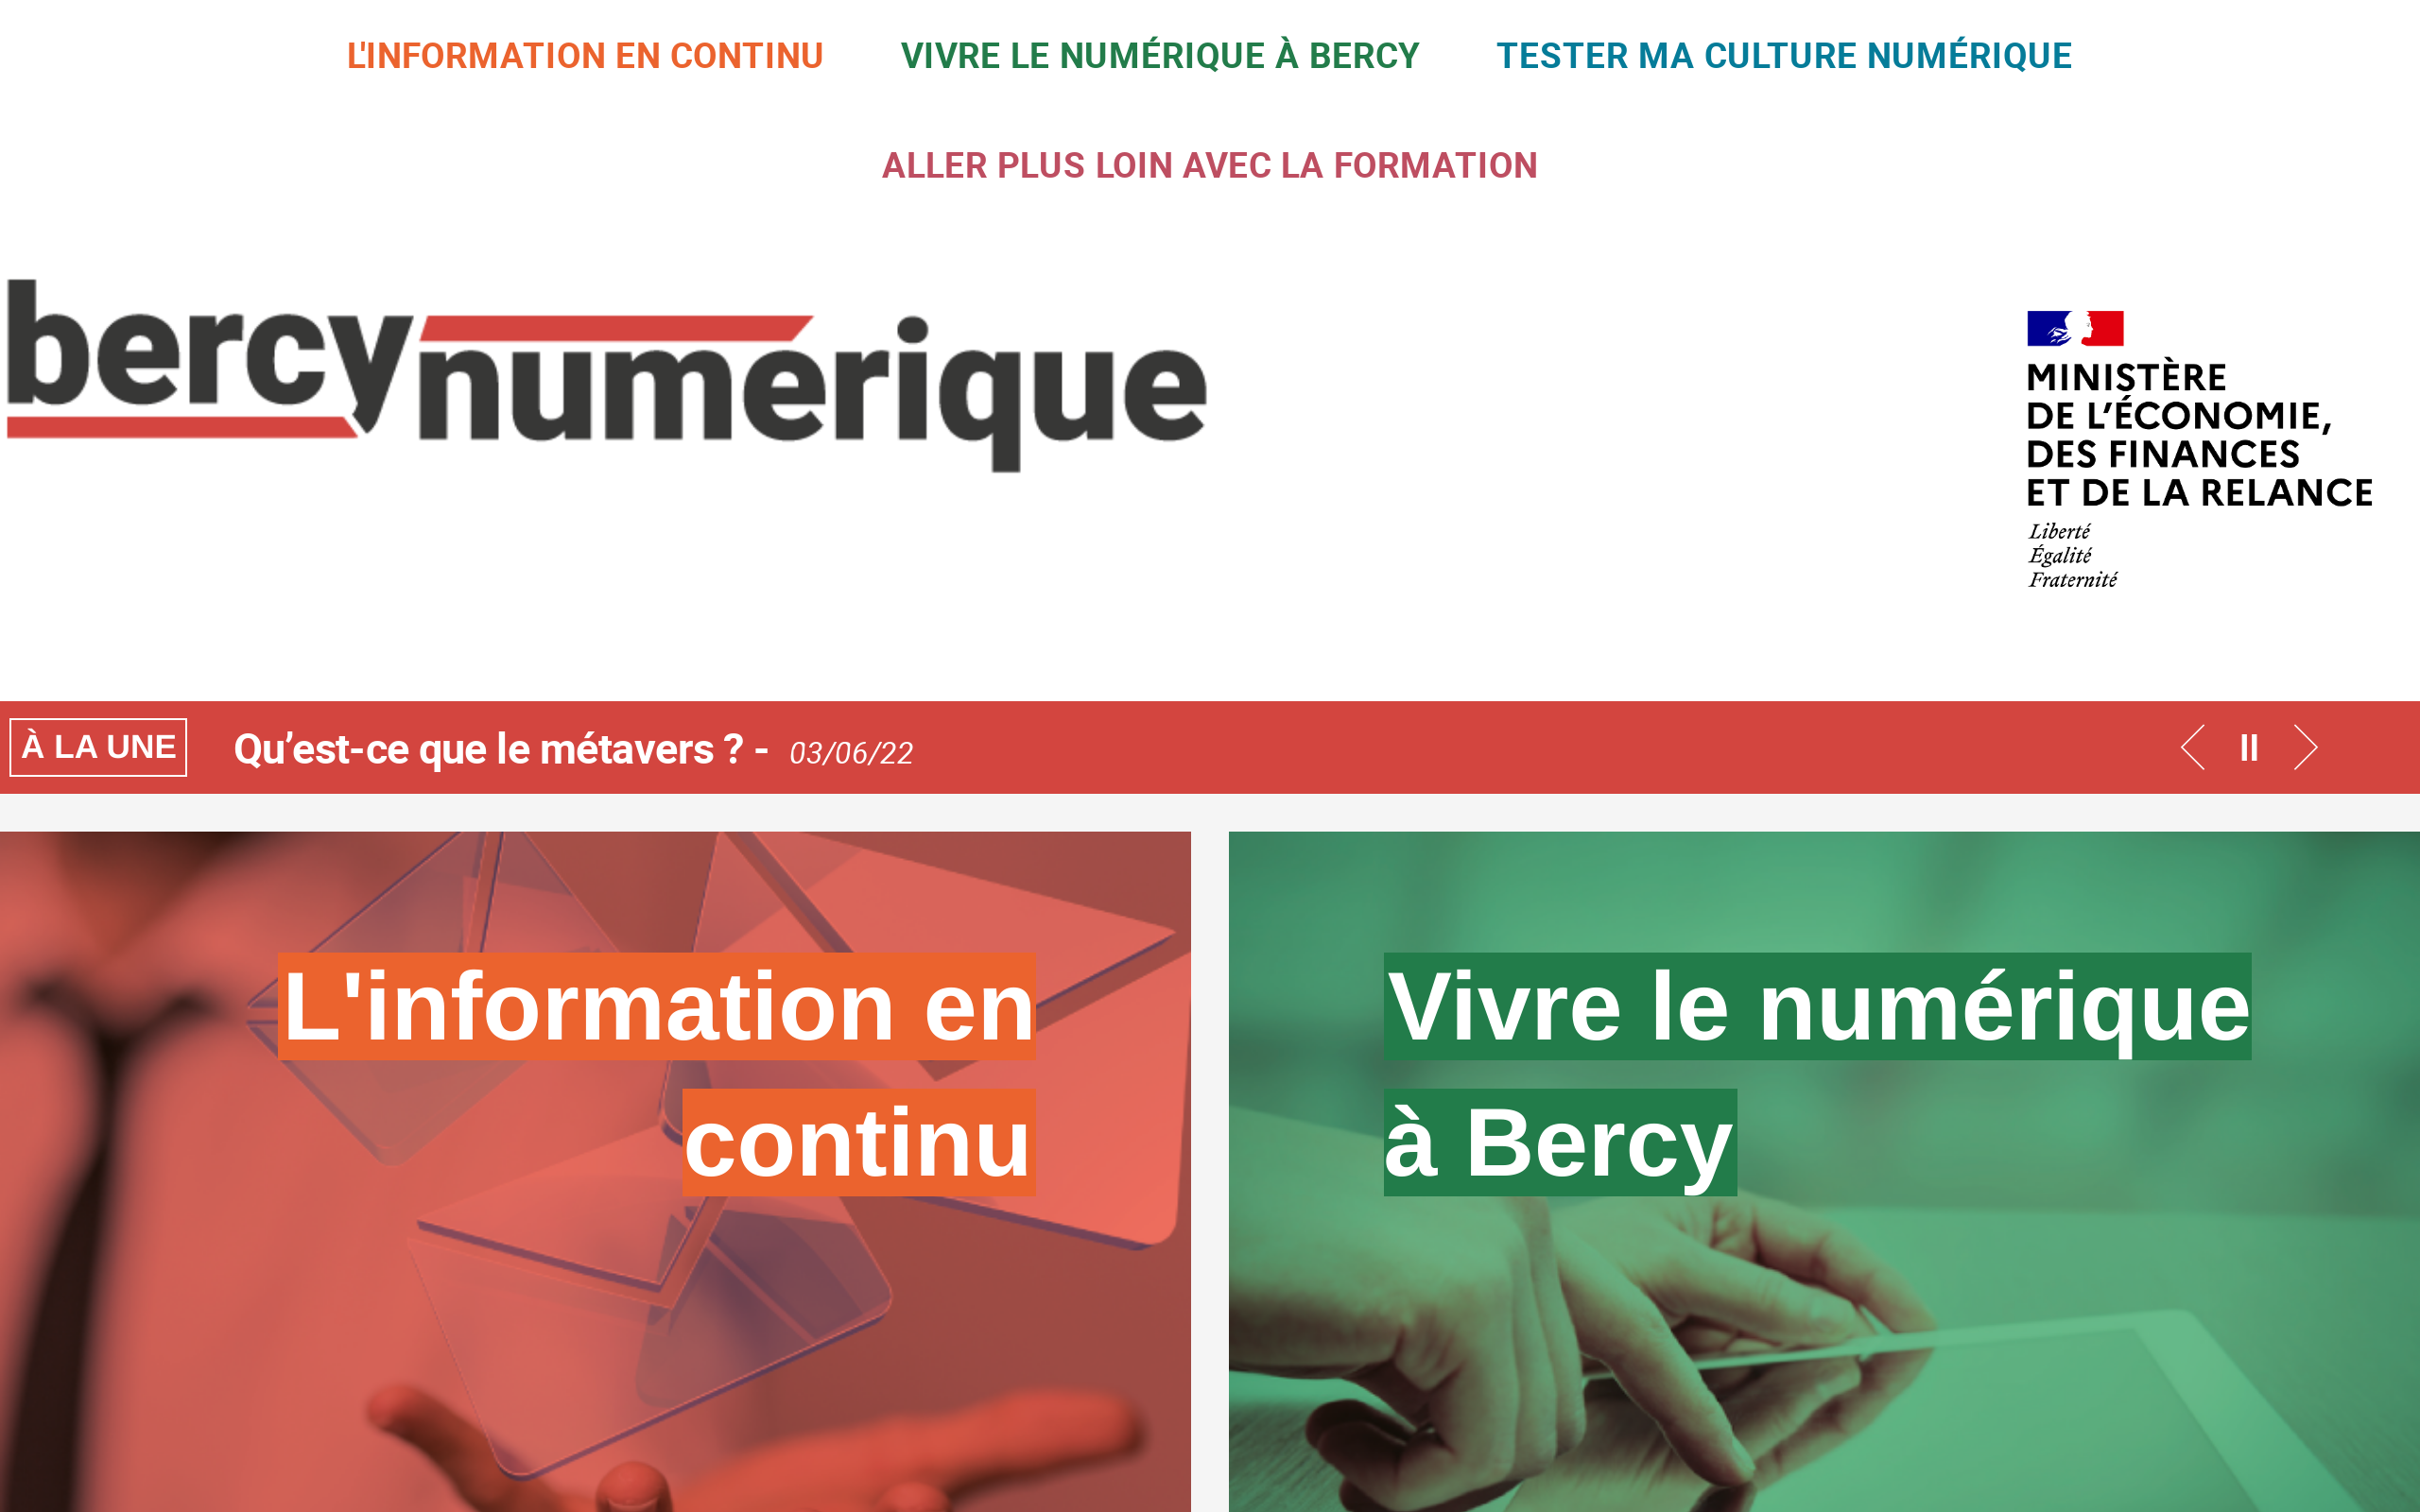 L'INFORMATION EN CONTINU
VIVRE LE NUMÉRIQUE À BERCY
TESTER MA CULTURE NUMÉRIQUE
ALLER PLUS LOIN AVEC LA FORMATION
bercynumérique
MINISTÈRE
DE L'ÉCONOMIE,
DES FINANCES
ET DE LA RELANCE
Liberté
Égalité
Fraternité
À LA UNE
Qu’est-ce que le métavers ? - 03/06/22
L'information en
continu
Vivre le numérique
à Bercy